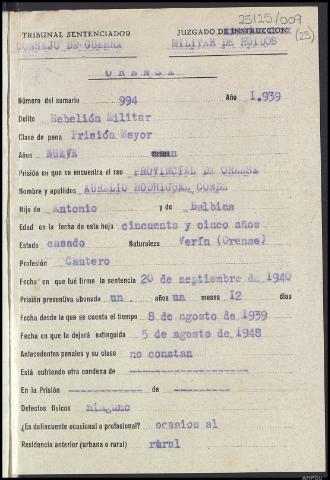 25125/009
(23)
TRIBUNAL SENTENCIADOR JUZGADO DE INSTRUCCION
CONSEJO DE GUERRA MILITAR DE HUIDOS
ORENSE
Número del sumario 994 Año I.939
Delito Rebelión Militar
Clase de pena Prisión Mayor
Años NUEVE
Prisión en que se encuentra el reo PROVINCIAL DE ORENSE
Nombre y apellidos AURELIO RODRIGUEZ CONDE
Hijo de Antonio y de Balbina
Edad en la fecha de esta hoja cincuenta y cinco años
Estado casado Naturaleza Verín (Orense)
Profesión Cantero
Fecha en que fué firme la sentencia 20 de septiembre de 1940
Prisión preventiva abonada un años un meses 12 días
Fecha desde la que se cuenta el tiempo 8 de agosto de 1939
Fecha en que la dejará extinguida 5 de agosto de 1948
Antecedentes penales y su clase no constan
Está sufriendo otra condena de --------------------
En la Prisión ------------- de -------------
Defectos físicos ninguno
¿Es delincuente ocasional o profesional? ocasional
Residencia anterior (urbana o rural) rural
AHPOU